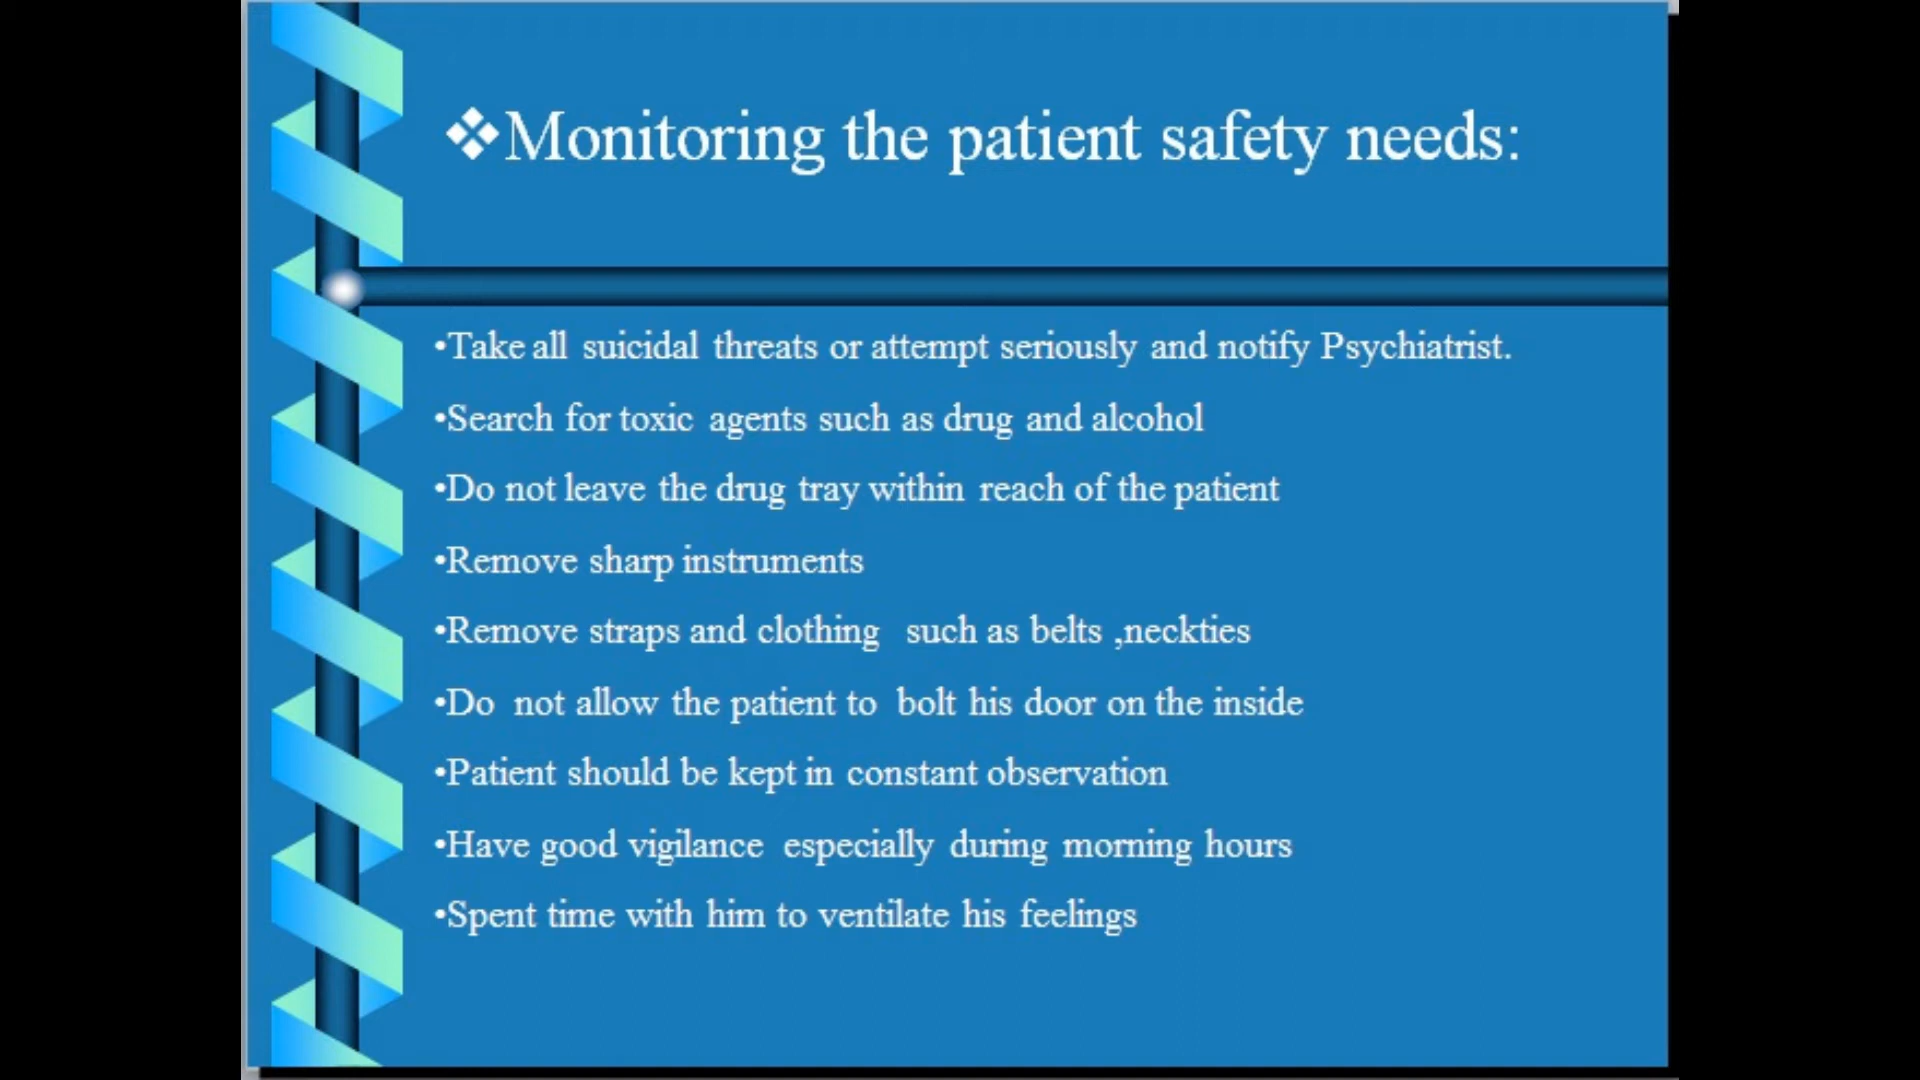 ❖Monitoring the patient safety needs:
•Take all suicidal threats or attempt seriously and notify Psychiatrist.
•Search for toxic agents such as drug and alcohol
•Do not leave the drug tray within reach of the patient
•Remove sharp instruments
•Remove straps and clothing such as belts ,neckties
•Do not allow the patient to bolt his door on the inside
•Patient should be kept in constant observation
•Have good vigilance especially during morning hours
•Spent time with him to ventilate his feelings